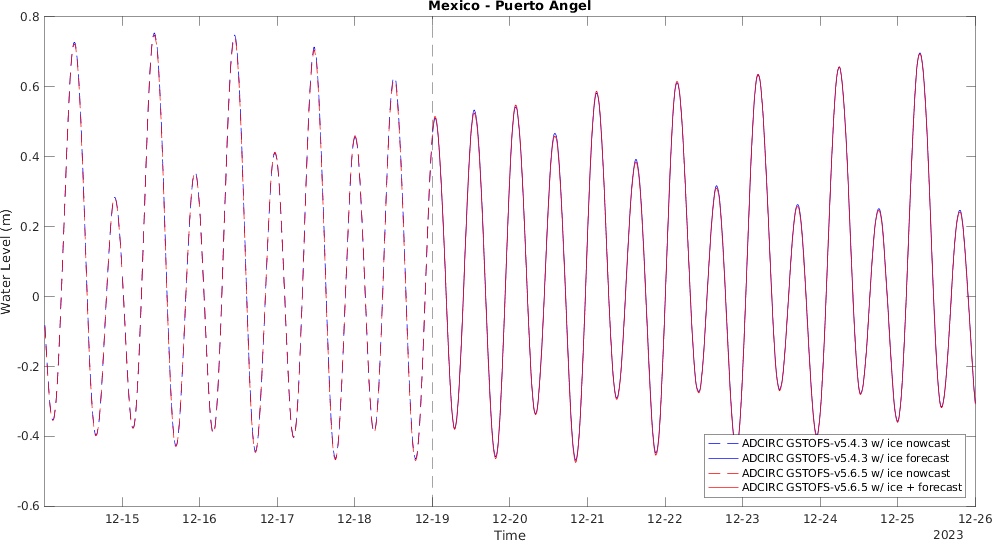 Mexico - Puerto Angel
0.8
0.6
0.4
0.2
0
-0.2
-0.4
-0.6
Water Level (m)
ADCIRC GSTOFS-v5.4.3 w/ ice nowcast
ADCIRC GSTOFS-v5.4.3 w/ ice forecast
ADCIRC GSTOFS-v5.6.5 w/ ice nowcast
ADCIRC GSTOFS-v5.6.5 w/ ice + forecast
12-15 12-16 12-17 12-18 12-19 12-20 12-21 12-22 12-23 12-24 12-25 12-26
Time
2023